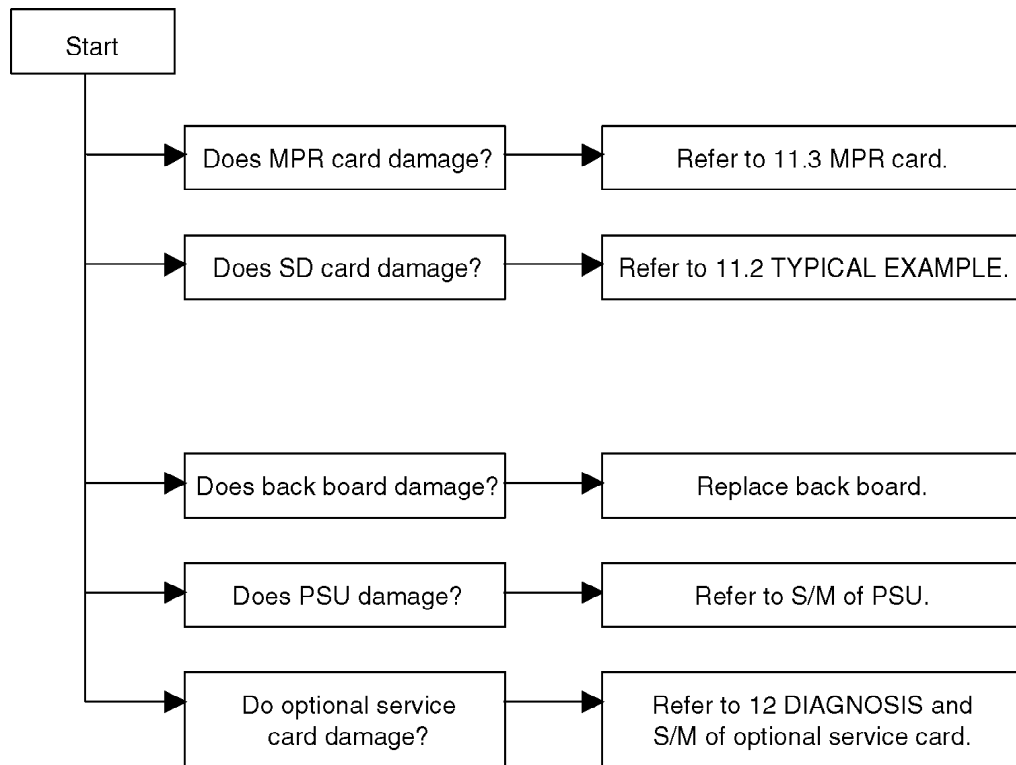 Start
Does MPR card damage?
Refer to 11.3 MPR card.
Does SD card damage?
Refer to 11.2 TYPICAL EXAMPLE.
Does back board damage?
Replace back board.
Does PSU damage?
Refer to S/M of PSU.
Do optional service
card damage?
Refer to 12 DIAGNOSIS and
S/M of optional service card.